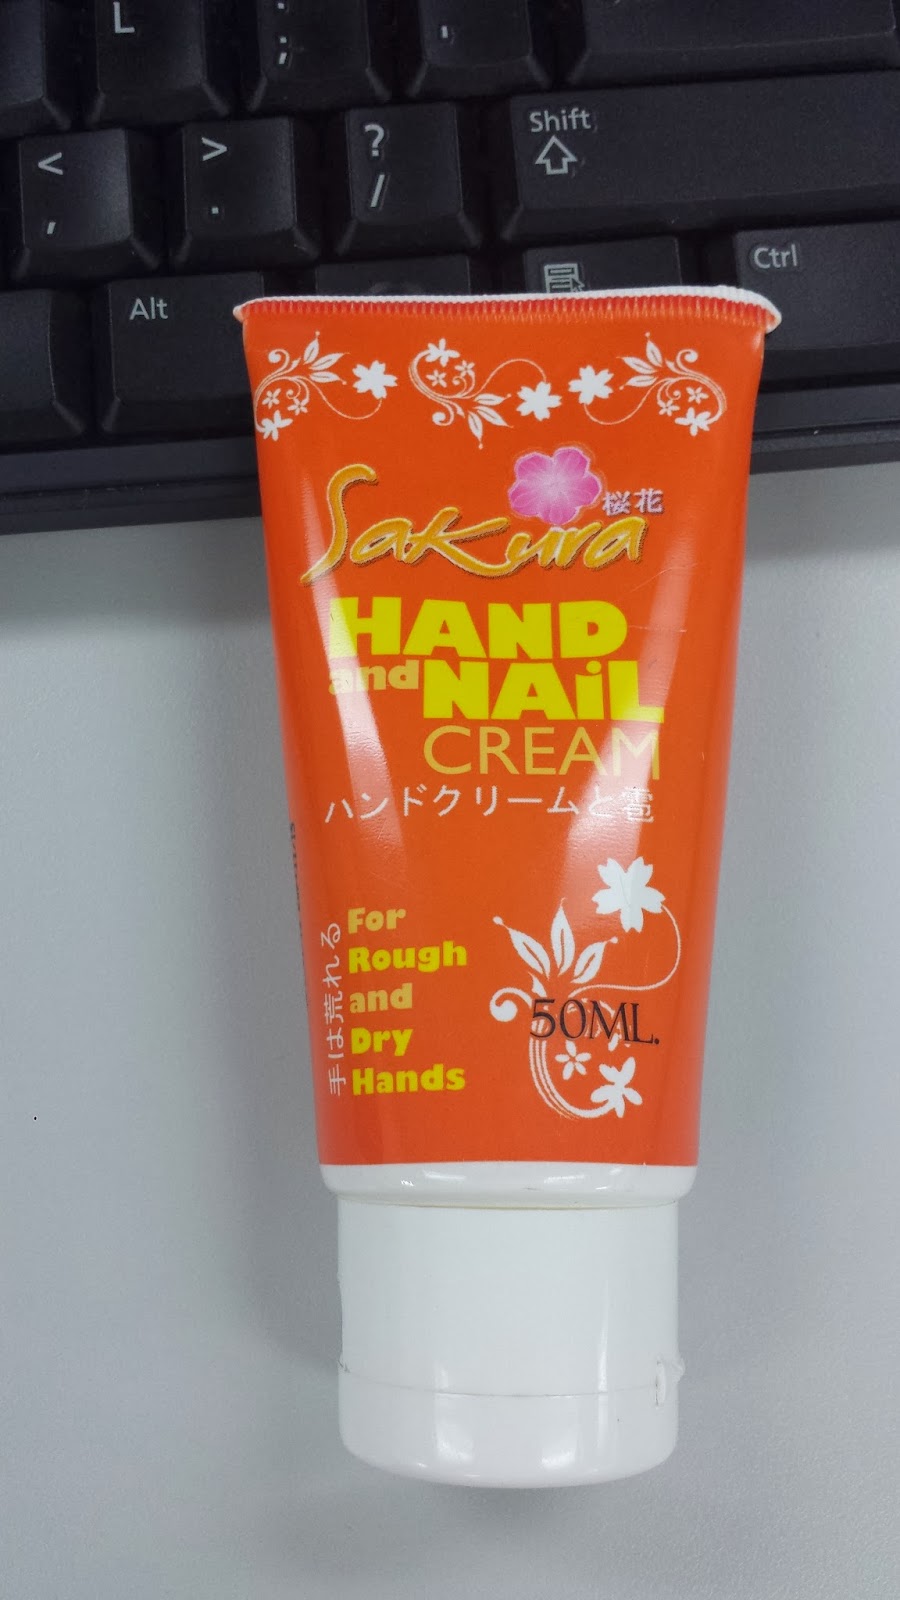 L
:
;
<
,
>
.
?
/
Shift
Alt
Ctrl
Sakura 桜花
HAND
and NAiL
CREAM
ハンドクリームと雹
手は荒れる
For
Rough
and
Dry
Hands
50ML.